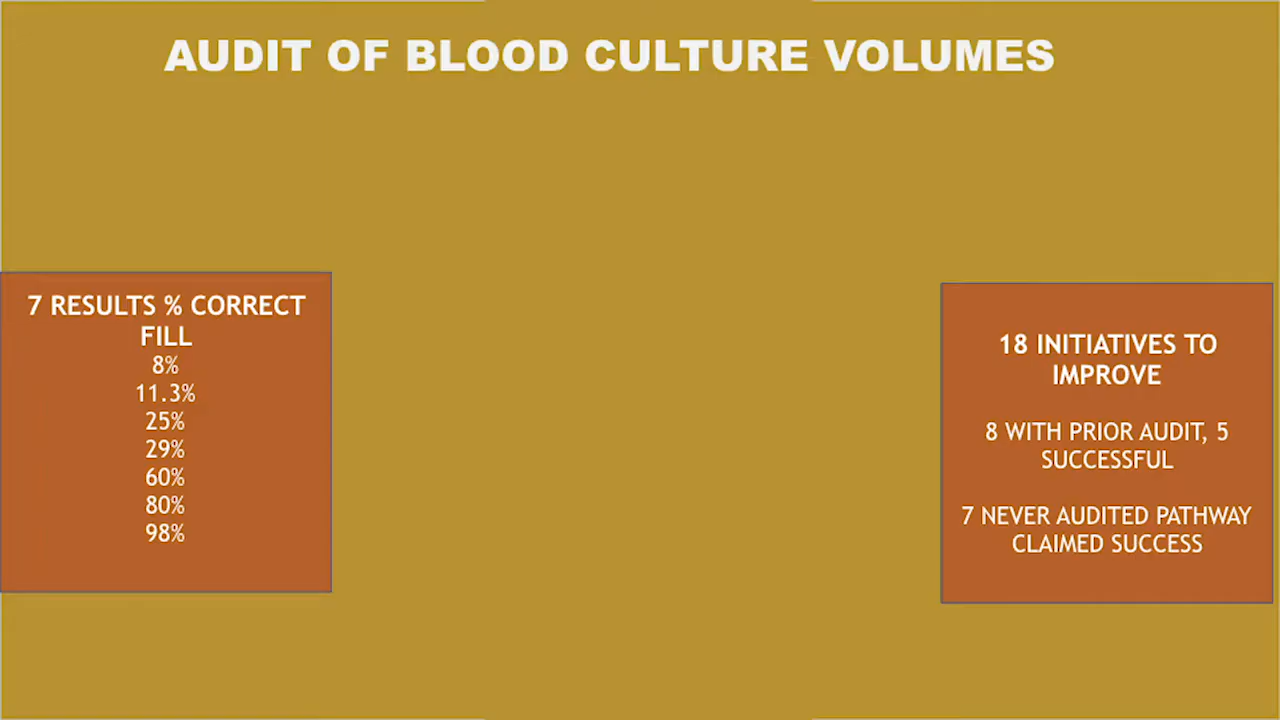 AUDIT OF BLOOD CULTURE VOLUMES
7 RESULTS % CORRECT
FILL
8%
11.3%
25%
29%
60%
80%
98%
18 INITIATIVES TO
IMPROVE
8 WITH PRIOR AUDIT, 5
SUCCESSFUL
7 NEVER AUDITED PATHWAY
CLAIMED SUCCESS